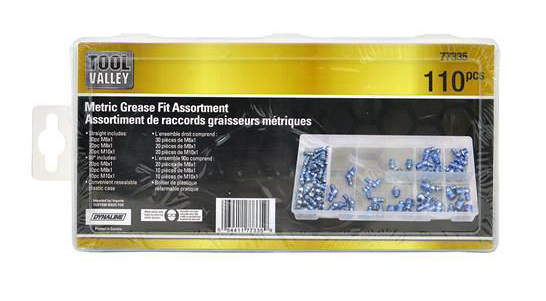 TOOL
VALLEY
77335
110pcs
Metric Grease Fit Assortment
Assortiment de raccords graisseurs métriques
• Straight includes:
30pc M6x1
20pc M8x1
20pc M10x1
20pc M6x1
10pc M8x1
10pc M10x1
• Convenient resealable
plastic case
• L'ensemble droit comprend :
30 pièces de M6x1
20 pièces de M8x1
20 pièces de M10x1
• L'ensemble 90o comprend :
20 pièces de M6x1
10 pièces de M8x1
10 pièces de M10x1
• Boîtier de plastique
refermable pratique
DYNALINE